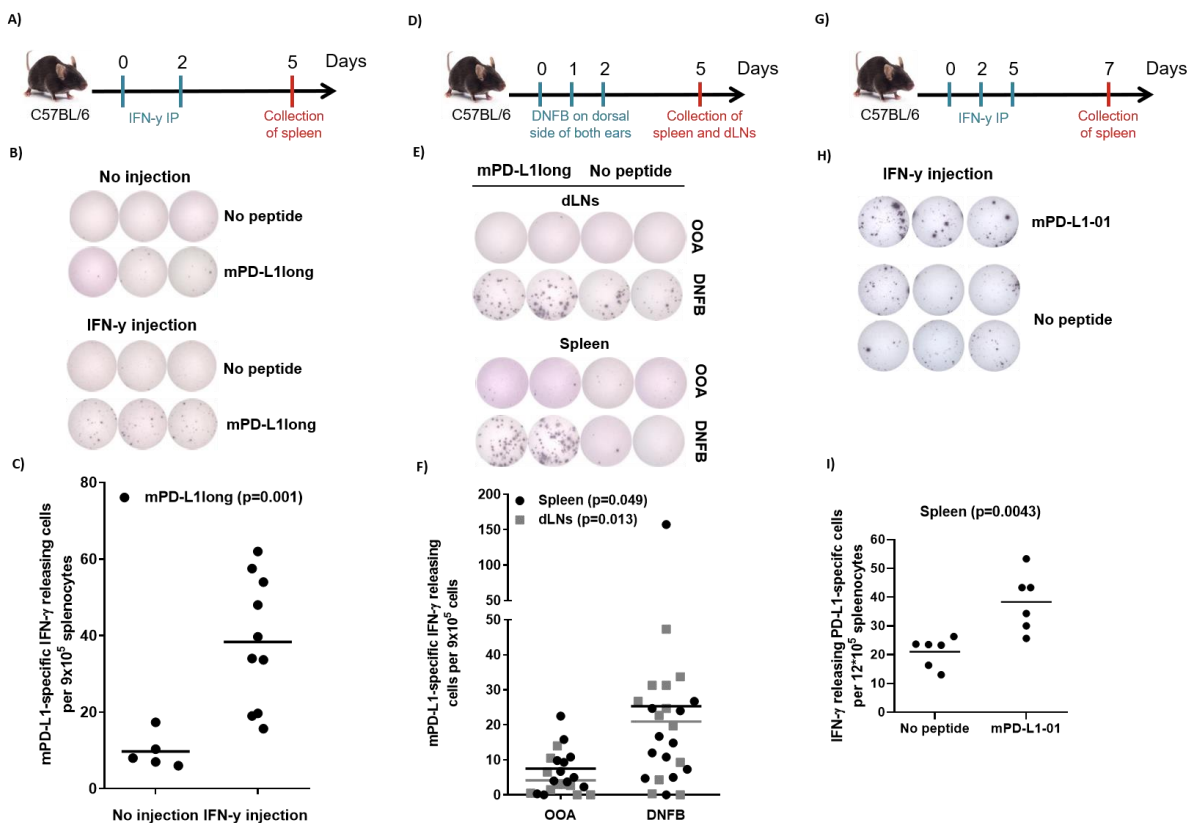 A)
0 2 5 Days
C57BL/6
IFN-y IP
Collection
of spleen
B)
No injection
No peptide
mPD-L1long
IFN-y injection
No peptide
mPD-L1long
C)
mPD-L1-specific IFN-γ releasing cells
per 9x10⁵ splenocytes
80
60
40
20
0
mPD-L1long (p=0.001)
No injection IFN-y injection
D)
0 1 2 5 Days
C57BL/6
DNFB on dorsal
side of both ears
Collection of
spleen and dLNs
E)
mPD-L1long No peptide
dLNs
OOA
DNFB
Spleen
OOA
DNFB
F)
mPD-L1-specific IFN-γ releasing
cells per 9x10⁵ cells
200
150
100
50
50
40
30
20
10
0
Spleen (p=0.049)
dLNs (p=0.013)
OOA DNFB
G)
0 2 5 7 Days
C57BL/6
IFN-y IP
Collection
of spleen
H)
IFN-y injection
mPD-L1-01
No peptide
I)
Spleen (p=0.0043)
IFN-γ releasing PD-L1-specifc cells
per 12*10⁵ spleenocytes
60
50
40
30
20
10
0
No peptide mPD-L1-01